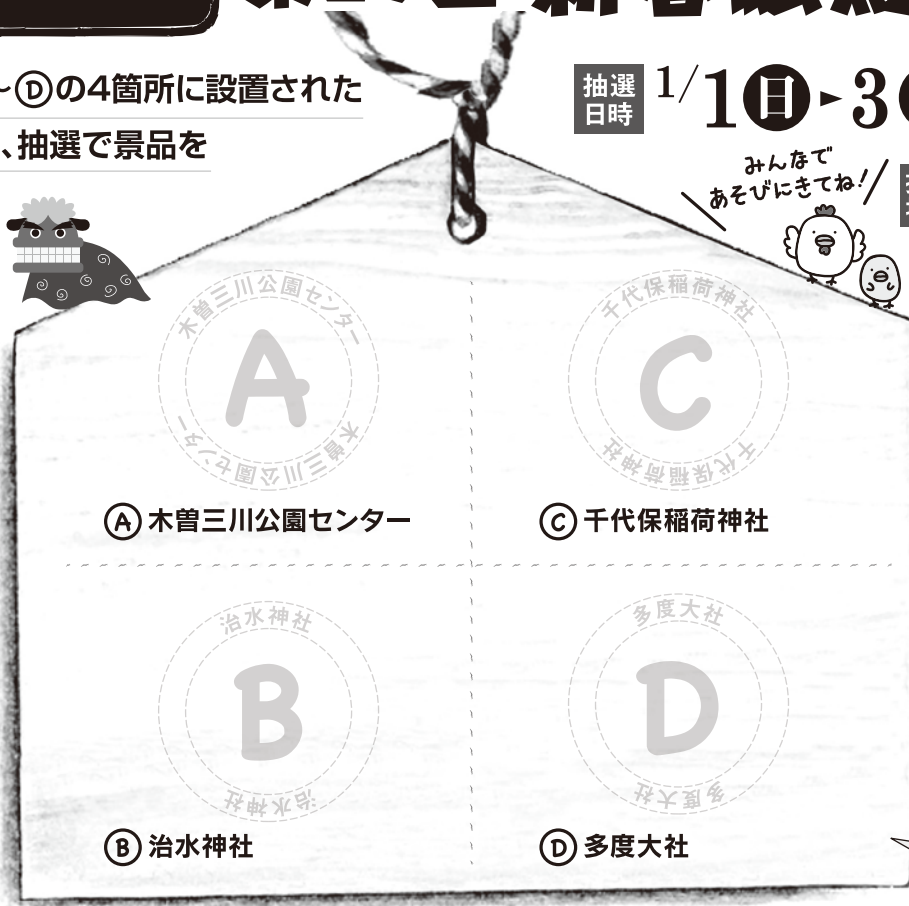 〜Ⓓの4箇所に設置された
、抽選で景品を
抽選
日時
1/1日▶3
みんなで
あそびにきてね!
木曽三川公園センター
A
木曽三川公園センター
Ⓐ木曽三川公園センター
千代保稲荷神社
C
千代保稲荷神社
Ⓒ千代保稲荷神社
治水神社
B
治水神社
Ⓑ治水神社
多度大社
D
多度大社
Ⓓ多度大社